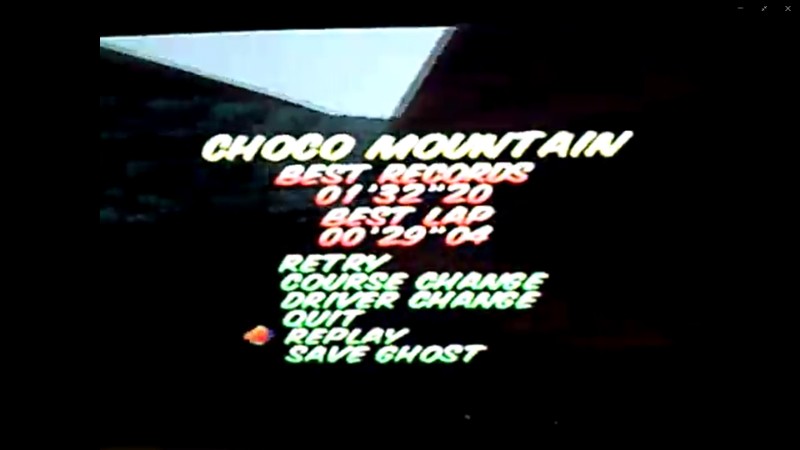 CHOCO MOUNTAIN
BEST RECORDS
01'32"20
BEST LAP
00'29"04
RETRY
COURSE CHANGE
DRIVER CHANGE
QUIT
REPLAY
SAVE GHOST